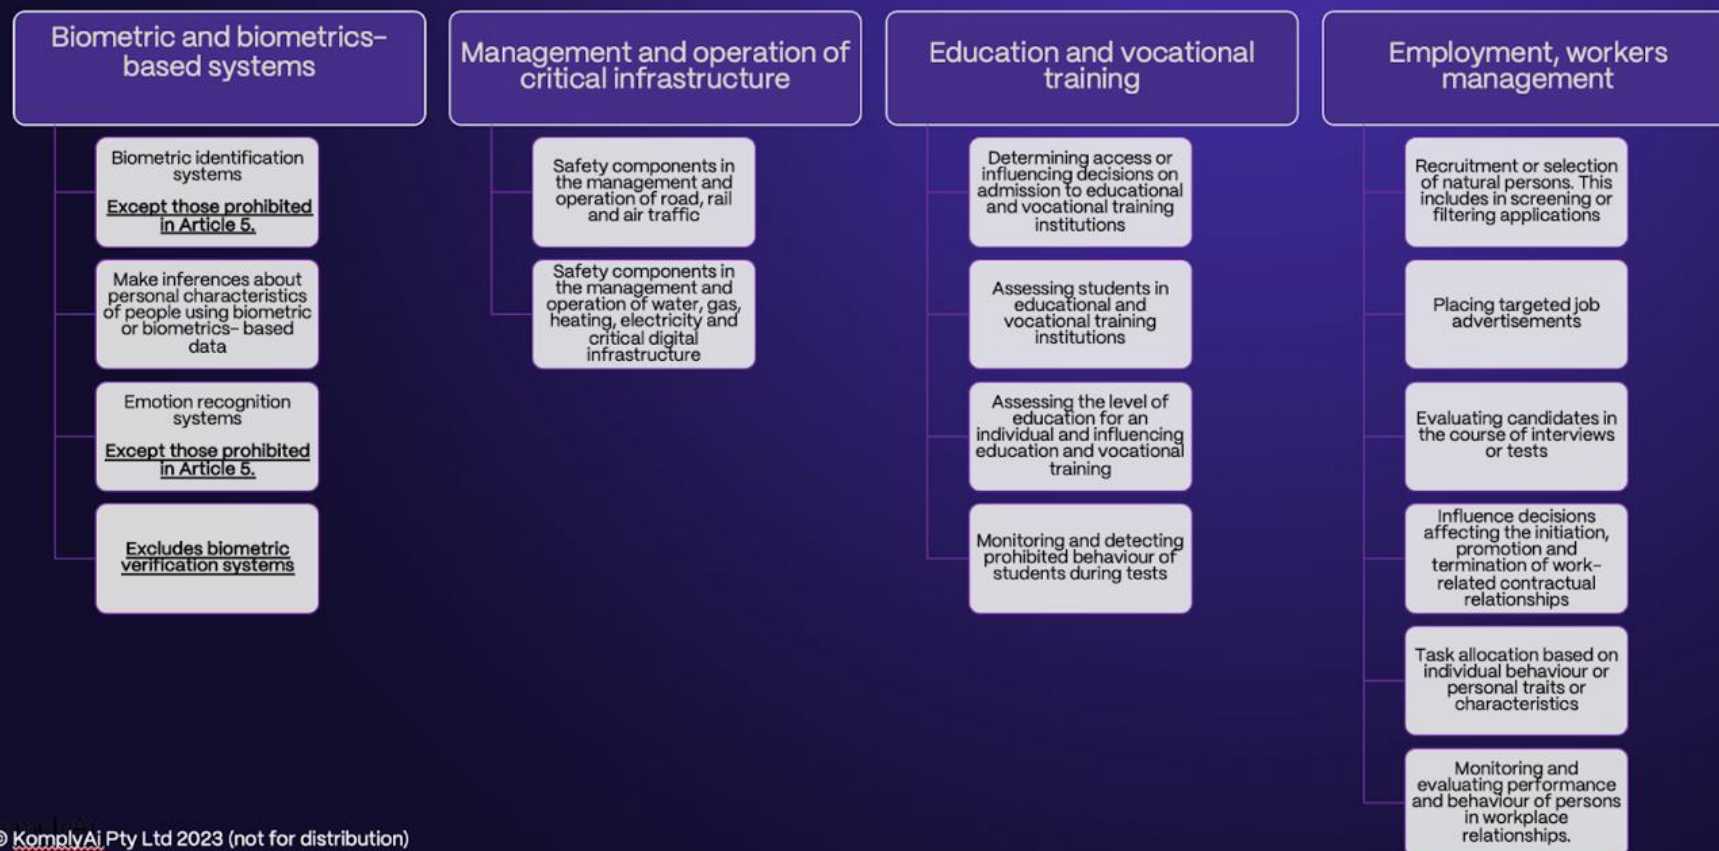 Biometric and biometrics-
based systems
Biometric identification
systems
Except those prohibited
in Article 5.
Make inferences about
personal characteristics
of people using biometric
or biometrics- based
data
Emotion recognition
systems
Except those prohibited
in Article 5.
Excludes biometric
verification systems
Management and operation of
critical infrastructure
Safety components in
the management and
operation of road, rail
and air traffic
Safety components in
the management and
operation of water, gas,
heating, electricity and
critical digital
infrastructure
Education and vocational
training
Determining access or
influencing decisions on
admission to educational
and vocational training
institutions
Assessing students in
educational and
vocational training
institutions
Assessing the level of
education for an
individual and influencing
education and vocational
training
Monitoring and detecting
prohibited behaviour of
students during tests
Employment, workers
management
Recruitment or selection
of natural persons. This
includes in screening or
filtering applications
Placing targeted job
advertisements
Evaluating candidates in
the course of interviews
or tests
Influence decisions
affecting the initiation,
promotion and
termination of work-
related contractual
relationships
Task allocation based on
individual behaviour or
personal traits or
characteristics
Monitoring and
evaluating performance
and behaviour of persons
in workplace
relationships.
© KomplyAi Pty Ltd 2023 (not for distribution)